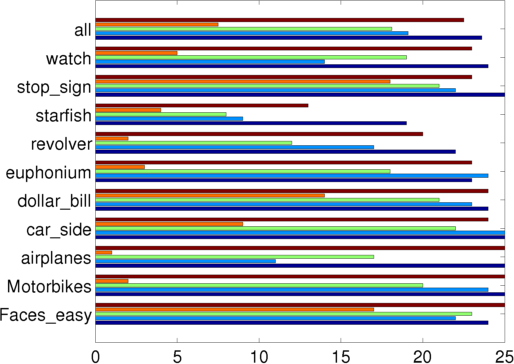 all
watch
stop_sign
starfish
revolver
euphonium
dollar_bill
car_side
airplanes
Motorbikes
Faces_easy
0 5 10 15 20 25